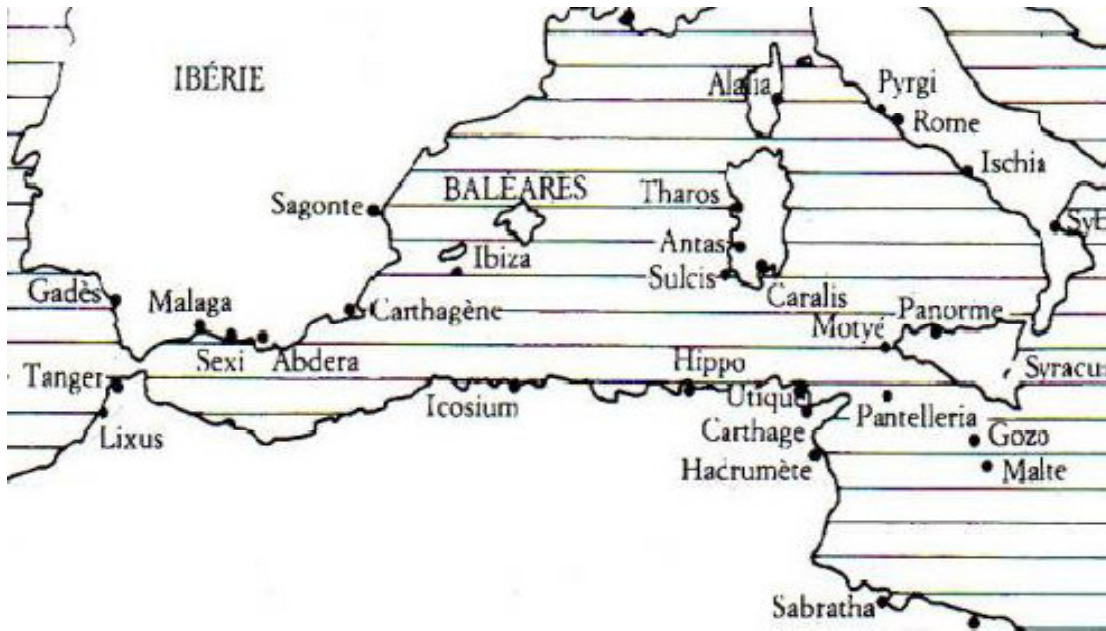 IBÉRIE
Alalia
Pyrgi
Rome
Ischia
BALÉARES
Sagonte
Tharos
Antas
Ibiza
Sulcis
Caralis
Gadès
Malaga
Carthagène
Panorme
Motyé
Sexi
Abdera
Hippo
Tanger
Icosium
Utique
Syracus
Lixus
Carthage
Pantelleria
Gozo
Hadrumète
Malte
Sabratha